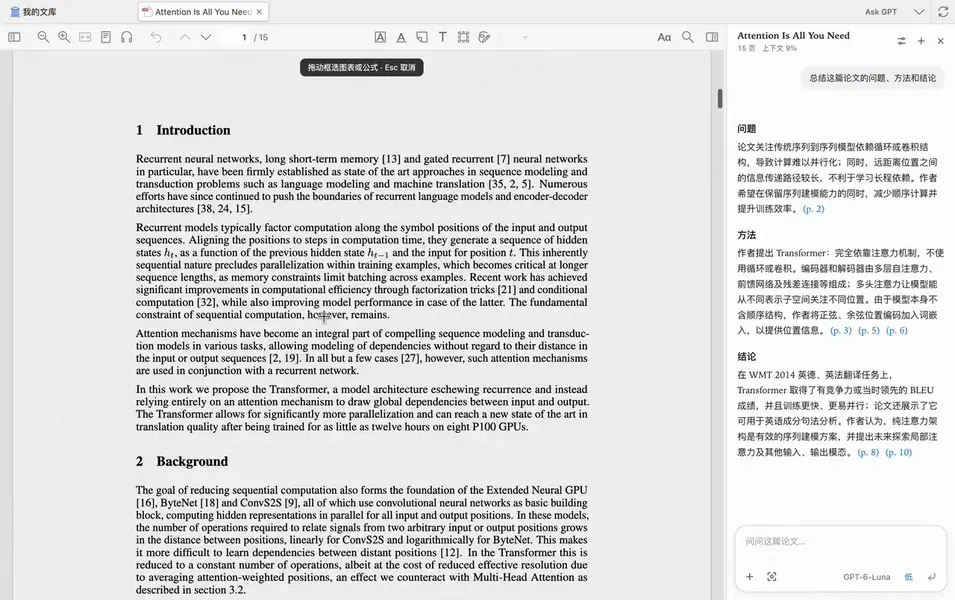 我的文库
Attention Is All You Need
Ask GPT
1 / 15
Aa
拖动框选图表或公式 · Esc 取消
1 Introduction
Recurrent neural networks, long short-term memory [13] and gated recurrent [7] neural networks
in particular, have been firmly established as state of the art approaches in sequence modeling and
transduction problems such as language modeling and machine translation [35, 2, 5]. Numerous
efforts have since continued to push the boundaries of recurrent language models and encoder-decoder
architectures [38, 24, 15].
Recurrent models typically factor computation along the symbol positions of the input and output
sequences. Aligning the positions to steps in computation time, they generate a sequence of hidden
states hₜ, as a function of the previous hidden state hₜ₋₁ and the input for position t. This inherently
sequential nature precludes parallelization within training examples, which becomes critical at longer
sequence lengths, as memory constraints limit batching across examples. Recent work has achieved
significant improvements in computational efficiency through factorization tricks [21] and conditional
computation [32], while also improving model performance in case of the latter. The fundamental
constraint of sequential computation, however, remains.
Attention mechanisms have become an integral part of compelling sequence modeling and transduc-
tion models in various tasks, allowing modeling of dependencies without regard to their distance in
the input or output sequences [2, 19]. In all but a few cases [27], however, such attention mechanisms
are used in conjunction with a recurrent network.
In this work we propose the Transformer, a model architecture eschewing recurrence and instead
relying entirely on an attention mechanism to draw global dependencies between input and output.
The Transformer allows for significantly more parallelization and can reach a new state of the art in
translation quality after being trained for as little as twelve hours on eight P100 GPUs.
2 Background
The goal of reducing sequential computation also forms the foundation of the Extended Neural GPU
[16], ByteNet [18] and ConvS2S [9], all of which use convolutional neural networks as basic building
block, computing hidden representations in parallel for all input and output positions. In these models,
the number of operations required to relate signals from two arbitrary input or output positions grows
in the distance between positions, linearly for ConvS2S and logarithmically for ByteNet. This makes
it more difficult to learn dependencies between distant positions [12]. In the Transformer this is
reduced to a constant number of operations, albeit at the cost of reduced effective resolution due
to averaging attention-weighted positions, an effect we counteract with Multi-Head Attention as
described in section 3.2.
Attention Is All You Need
15 页 上下文 9%
总结这篇论文的问题、方法和结论
问题
论文关注传统序列到序列模型依赖循环或卷积结
构，导致计算难以并行化；同时，远距离位置之间
的信息传递路径较长，不利于学习长程依赖。作者
希望在保留序列建模能力的同时，减少顺序计算并
提升训练效率。 (p. 2)
方法
作者提出 Transformer：完全依靠注意力机制，不使
用循环或卷积。编码器和解码器由多层自注意力、
前馈网络及残差连接等组成；多头注意力让模型能
从不同表示子空间关注不同位置。由于模型本身不
含顺序结构，作者将正弦、余弦位置编码加入词嵌
入，以提供位置信息。 (p. 3) (p. 5) (p. 6)
结论
在 WMT 2014 英德、英法翻译任务上，
Transformer 取得了有竞争力或当时领先的 BLEU
成绩，并且训练更快、更易并行；论文还展示了它
可用于英语成分句法分析。作者认为，纯注意力架
构是有效的序列建模方案，并提出未来探索局部注
意力及其他输入、输出模态。 (p. 8) (p. 10)
问问这篇论文...
GPT-6-Luna 低